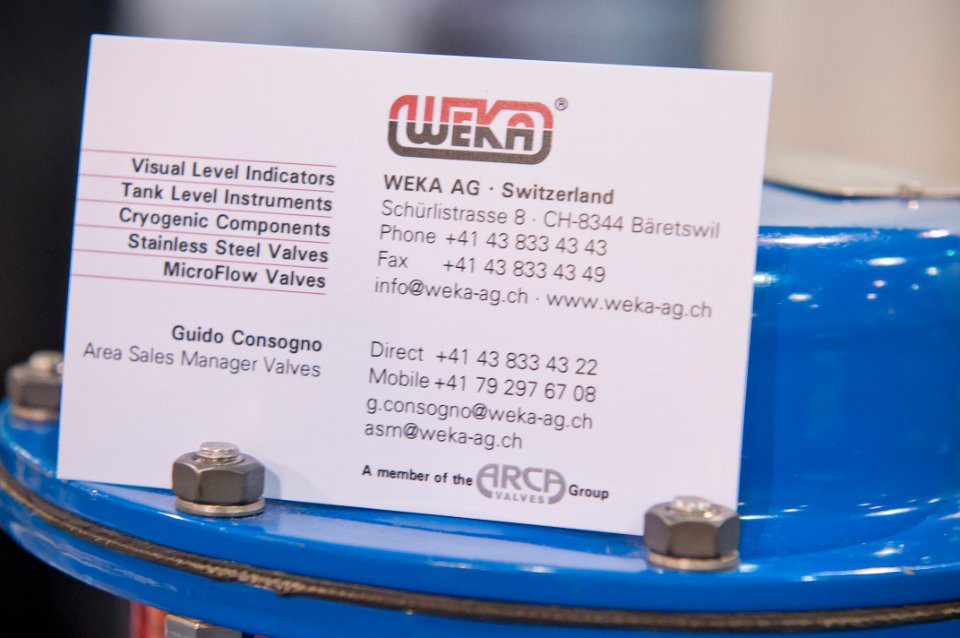 WEKA®
Visual Level Indicators
Tank Level Instruments
Cryogenic Components
Stainless Steel Valves
MicroFlow Valves
WEKA AG · Switzerland
Schürlistrasse 8 · CH-8344 Bäretswil
Phone +41 43 833 43 43
Fax +41 43 833 43 49
info@weka-ag.ch · www.weka-ag.ch
Guido Consogno
Area Sales Manager Valves
Direct +41 43 833 43 22
Mobile +41 79 297 67 08
g.consogno@weka-ag.ch
asm@weka-ag.ch
A member of the ARCA VALVES Group